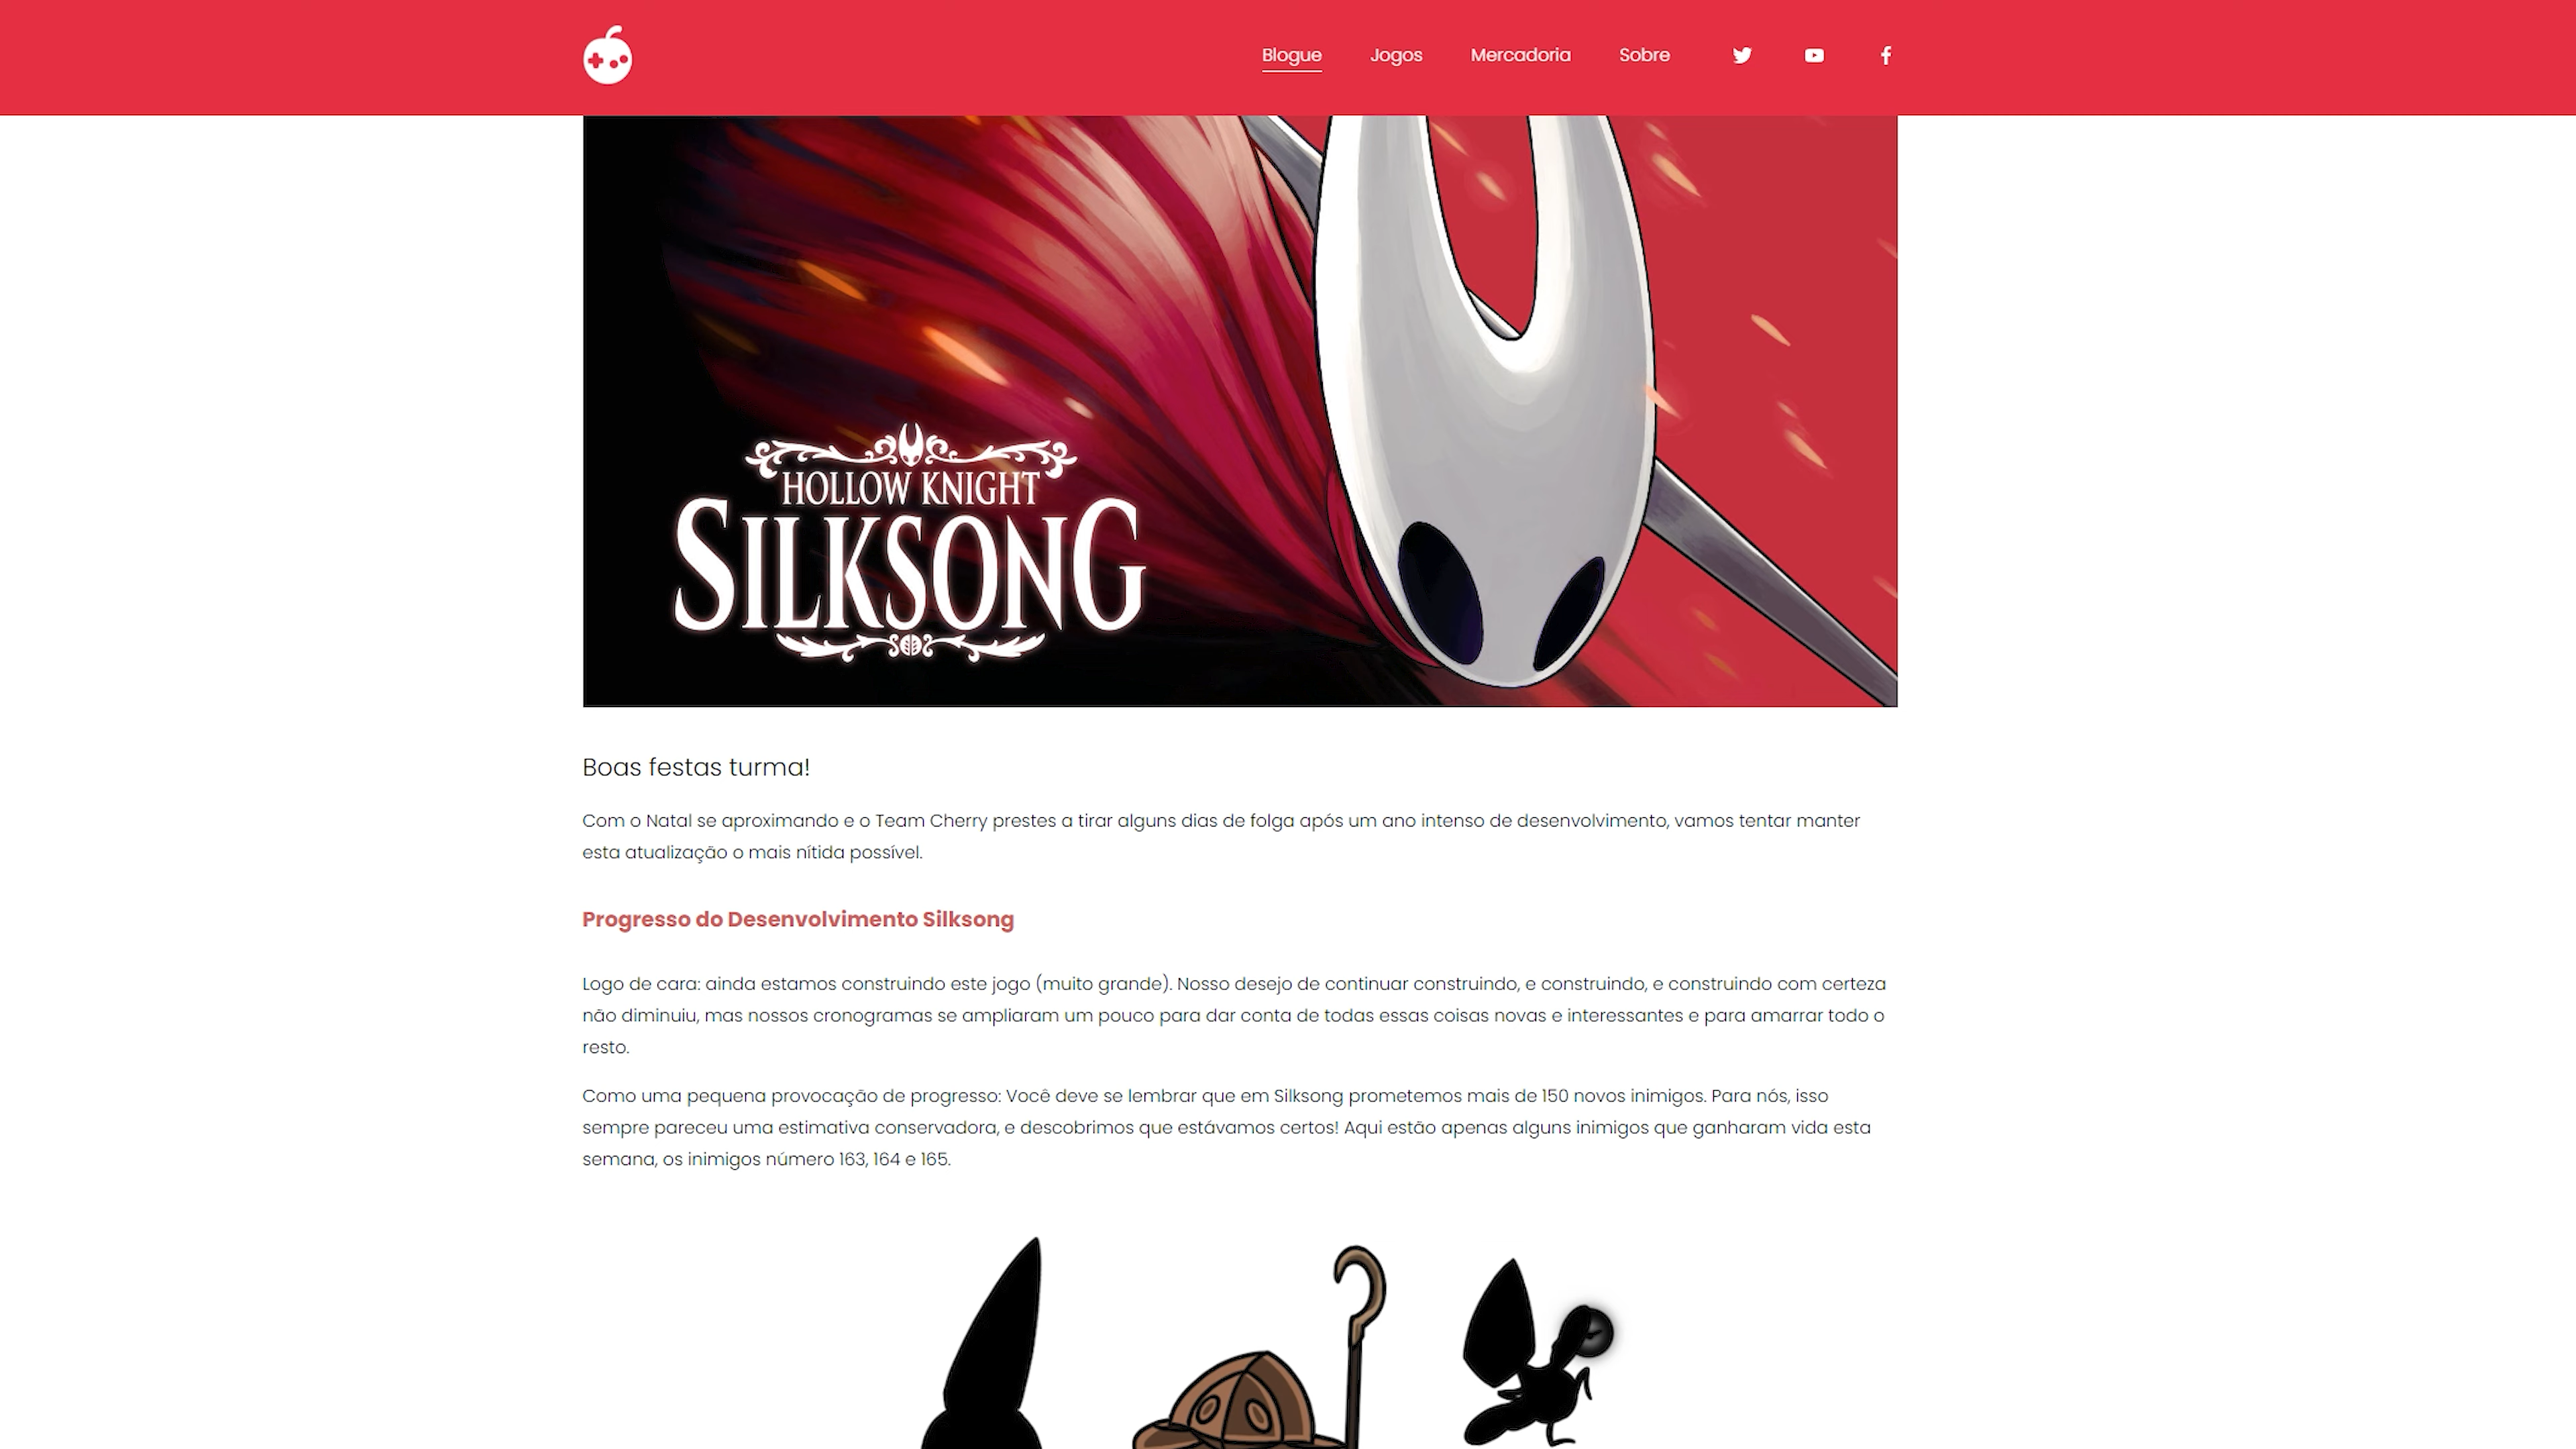 Blogue Jogos Mercadoria Sobre
HOLLOW KNIGHT
SILKSONG
Boas festas turma!
Com o Natal se aproximando e o Team Cherry prestes a tirar alguns dias de folga após um ano intenso de desenvolvimento, vamos tentar manter
esta atualização o mais nítida possível.
Progresso do Desenvolvimento Silksong
Logo de cara: ainda estamos construindo este jogo (muito grande). Nosso desejo de continuar construindo, e construindo, e construindo com certeza
não diminuiu, mas nossos cronogramas se ampliaram um pouco para dar conta de todas essas coisas novas e interessantes e para amarrar todo o
resto.
Como uma pequena provocação de progresso: Você deve se lembrar que em Silksong prometemos mais de 150 novos inimigos. Para nós, isso
sempre pareceu uma estimativa conservadora, e descobrimos que estávamos certos! Aqui estão apenas alguns inimigos que ganharam vida esta
semana, os inimigos número 163, 164 e 165.